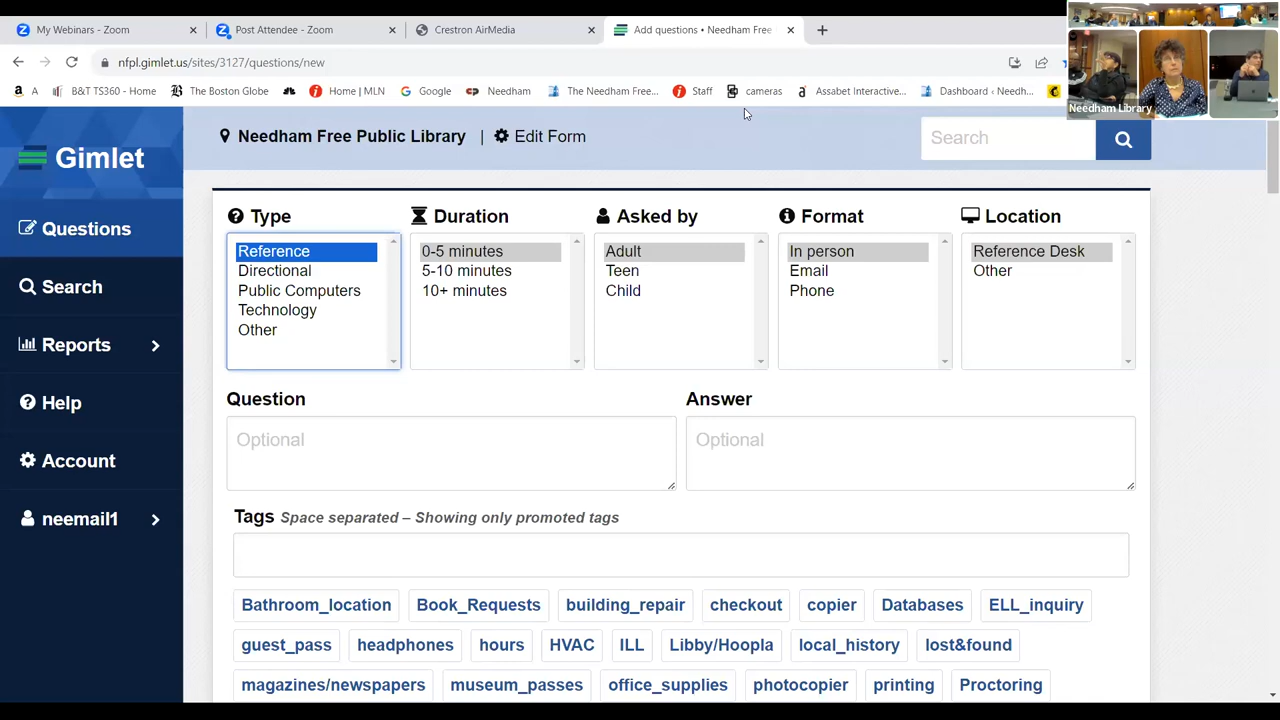 My Webinars - Zoom
Post Attendee - Zoom
Crestron AirMedia
Add questions • Needham Free
nfpl.gimlet.us/sites/3127/questions/new
A
B&T TS360 - Home
The Boston Globe
Home | MLN
Google
Needham
The Needham Free...
Staff
cameras
Assabet Interactive...
Dashboard ‹ Needh...
Needham Library
Gimlet
Needham Free Public Library | Edit Form
Search
Questions
Search
Reports
Help
Account
neemail1
Type
Reference
Directional
Public Computers
Technology
Other
Duration
0-5 minutes
5-10 minutes
10+ minutes
Asked by
Adult
Teen
Child
Format
In person
Email
Phone
Location
Reference Desk
Other
Question
Optional
Answer
Optional
Tags Space separated – Showing only promoted tags
Bathroom_location Book_Requests building_repair checkout copier Databases ELL_inquiry
guest_pass headphones hours HVAC ILL Libby/Hoopla local_history lost&found
magazines/newspapers museum_passes office_supplies photocopier printing Proctoring